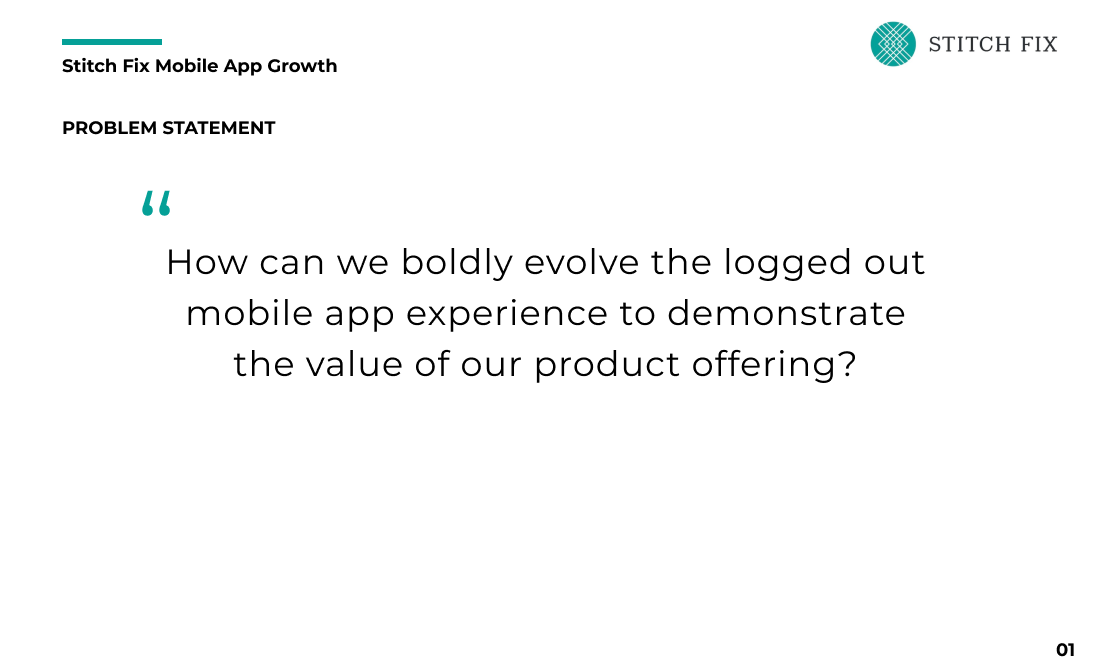 Stitch Fix Mobile App Growth
STITCH FIX
PROBLEM STATEMENT
“
How can we boldly evolve the logged out
mobile app experience to demonstrate
the value of our product offering?
01